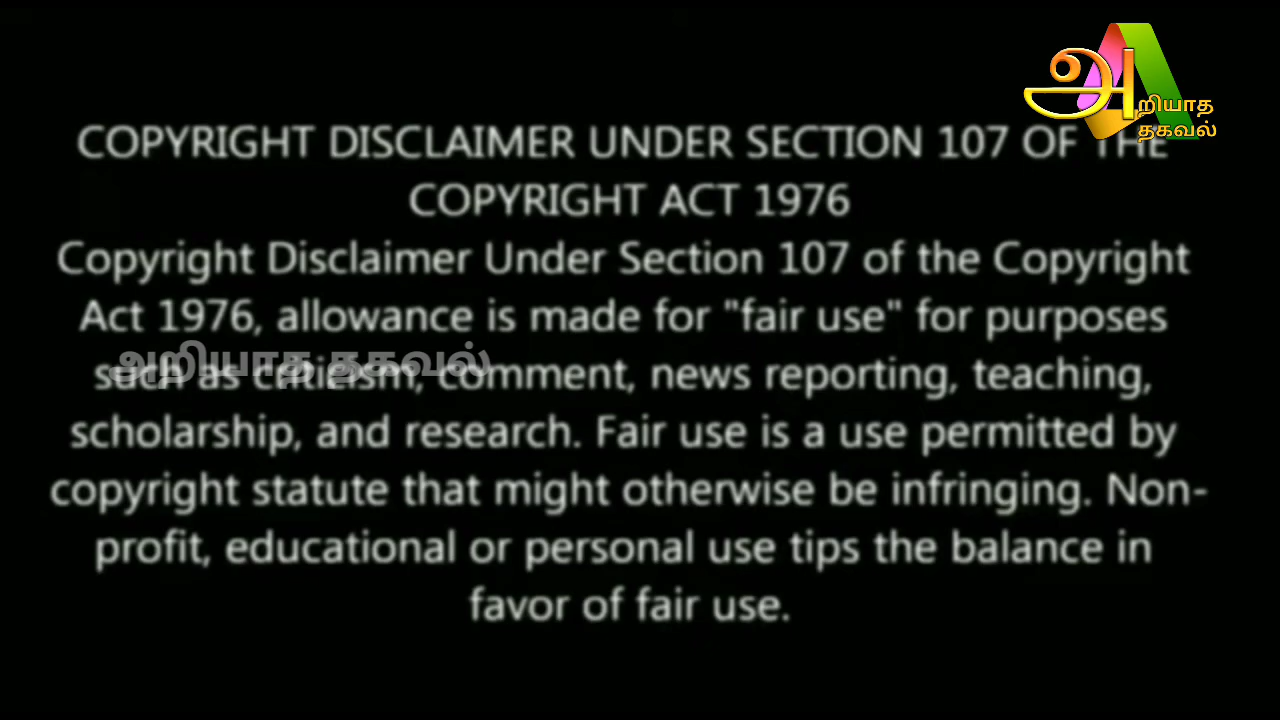 அறியாத
தகவல்
COPYRIGHT DISCLAIMER UNDER SECTION 107 OF THE
COPYRIGHT ACT 1976
Copyright Disclaimer Under Section 107 of the Copyright
Act 1976, allowance is made for "fair use" for purposes
அறியாத தகவல்
such as criticism, comment, news reporting, teaching,
scholarship, and research. Fair use is a use permitted by
copyright statute that might otherwise be infringing. Non-
profit, educational or personal use tips the balance in
favor of fair use.